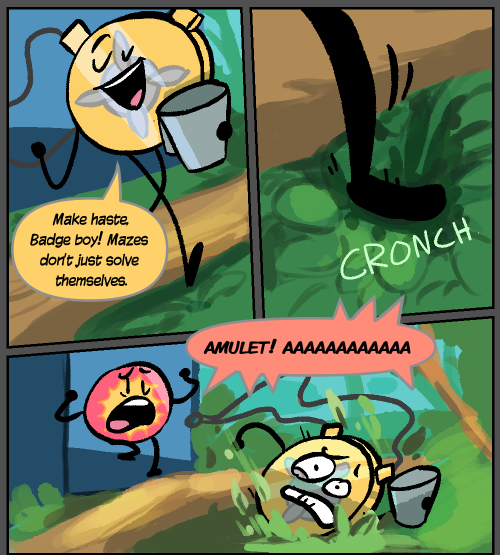 Make haste,
Badge boy! Mazes
don't just solve
themselves.
CRONCH
AMULET! AAAAAAAAAAAA